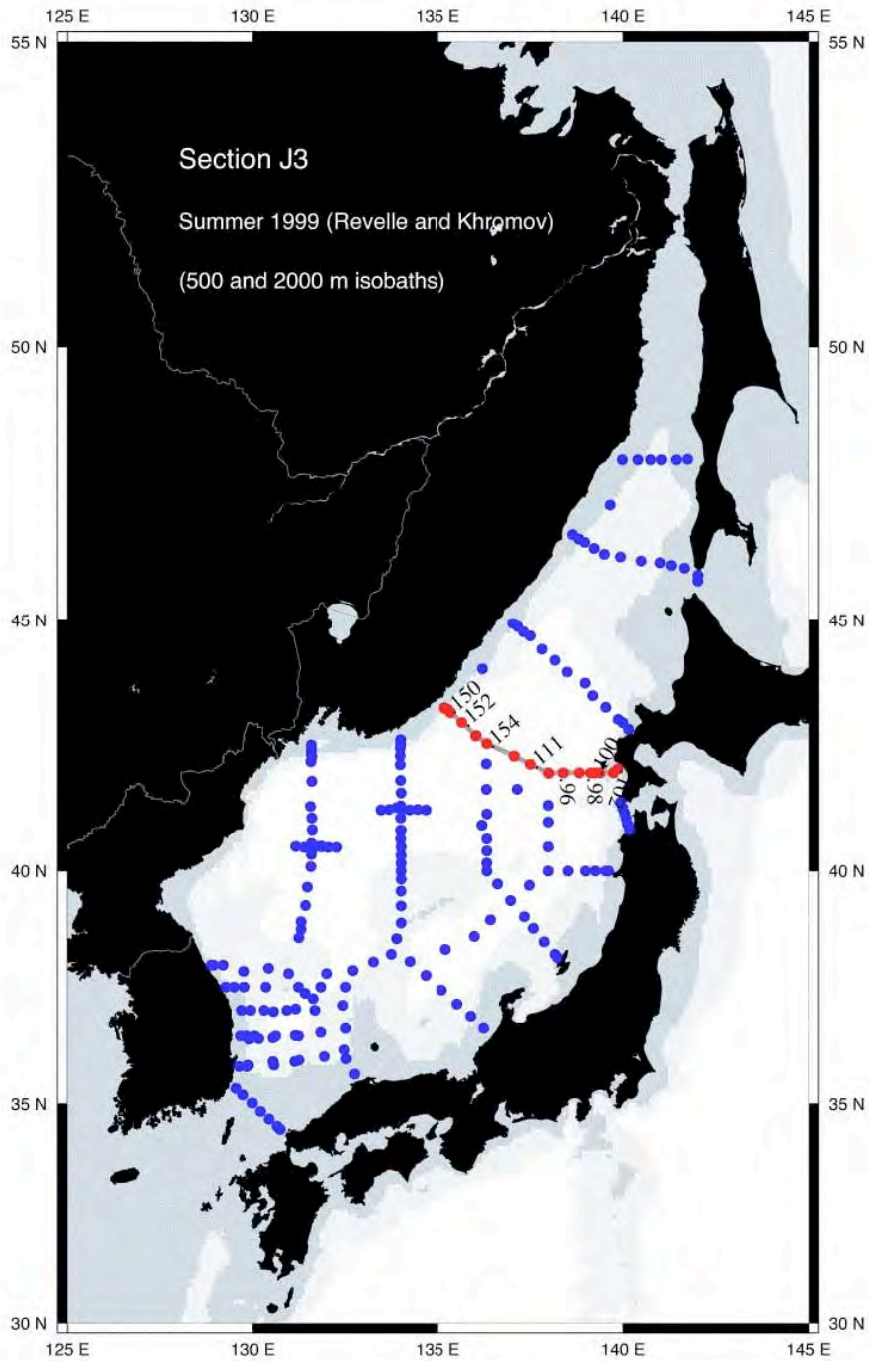 125 E 130 E 135 E 140 E 145 E
55 N 55 N
Section J3
Summer 1999 (Revelle and Khromov)
(500 and 2000 m isobaths)
50 N 50 N
45 N 45 N
150
152
154
111
96
98
100
102
40 N 40 N
35 N 35 N
30 N 30 N
125 E 130 E 135 E 140 E 145 E